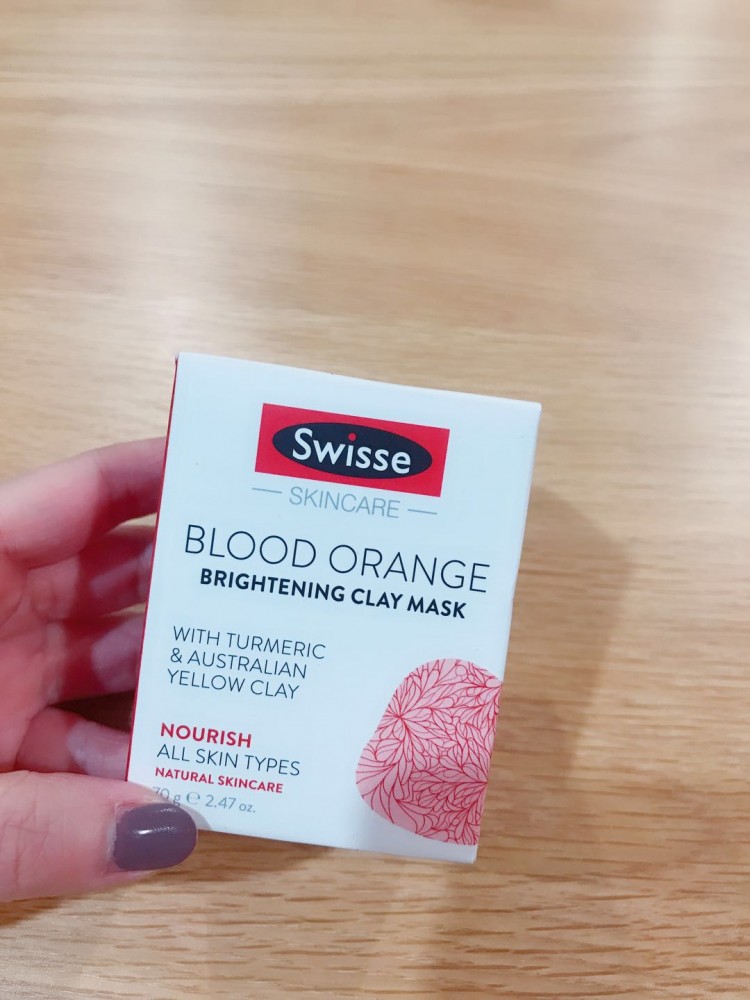 Swisse
SKINCARE
BLOOD ORANGE
BRIGHTENING CLAY MASK
WITH TURMERIC
& AUSTRALIAN
YELLOW CLAY
NOURISH
ALL SKIN TYPES
NATURAL SKINCARE
70 g ℮ 2.47 oz.